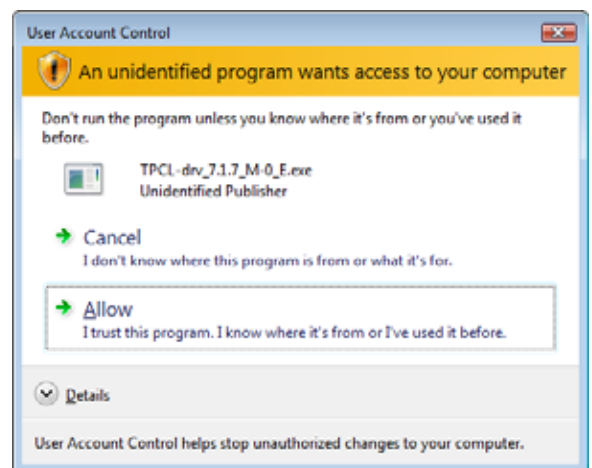 User Account Control
An unidentified program wants access to your computer
Don't run the program unless you know where it's from or you've used it
before.
TPCL-drv_7.1.7_M-0_E.exe
Unidentified Publisher
Cancel
I don't know where this program is from or what it's for.
Allow
I trust this program. I know where it's from or I've used it before.
Details
User Account Control helps stop unauthorized changes to your computer.